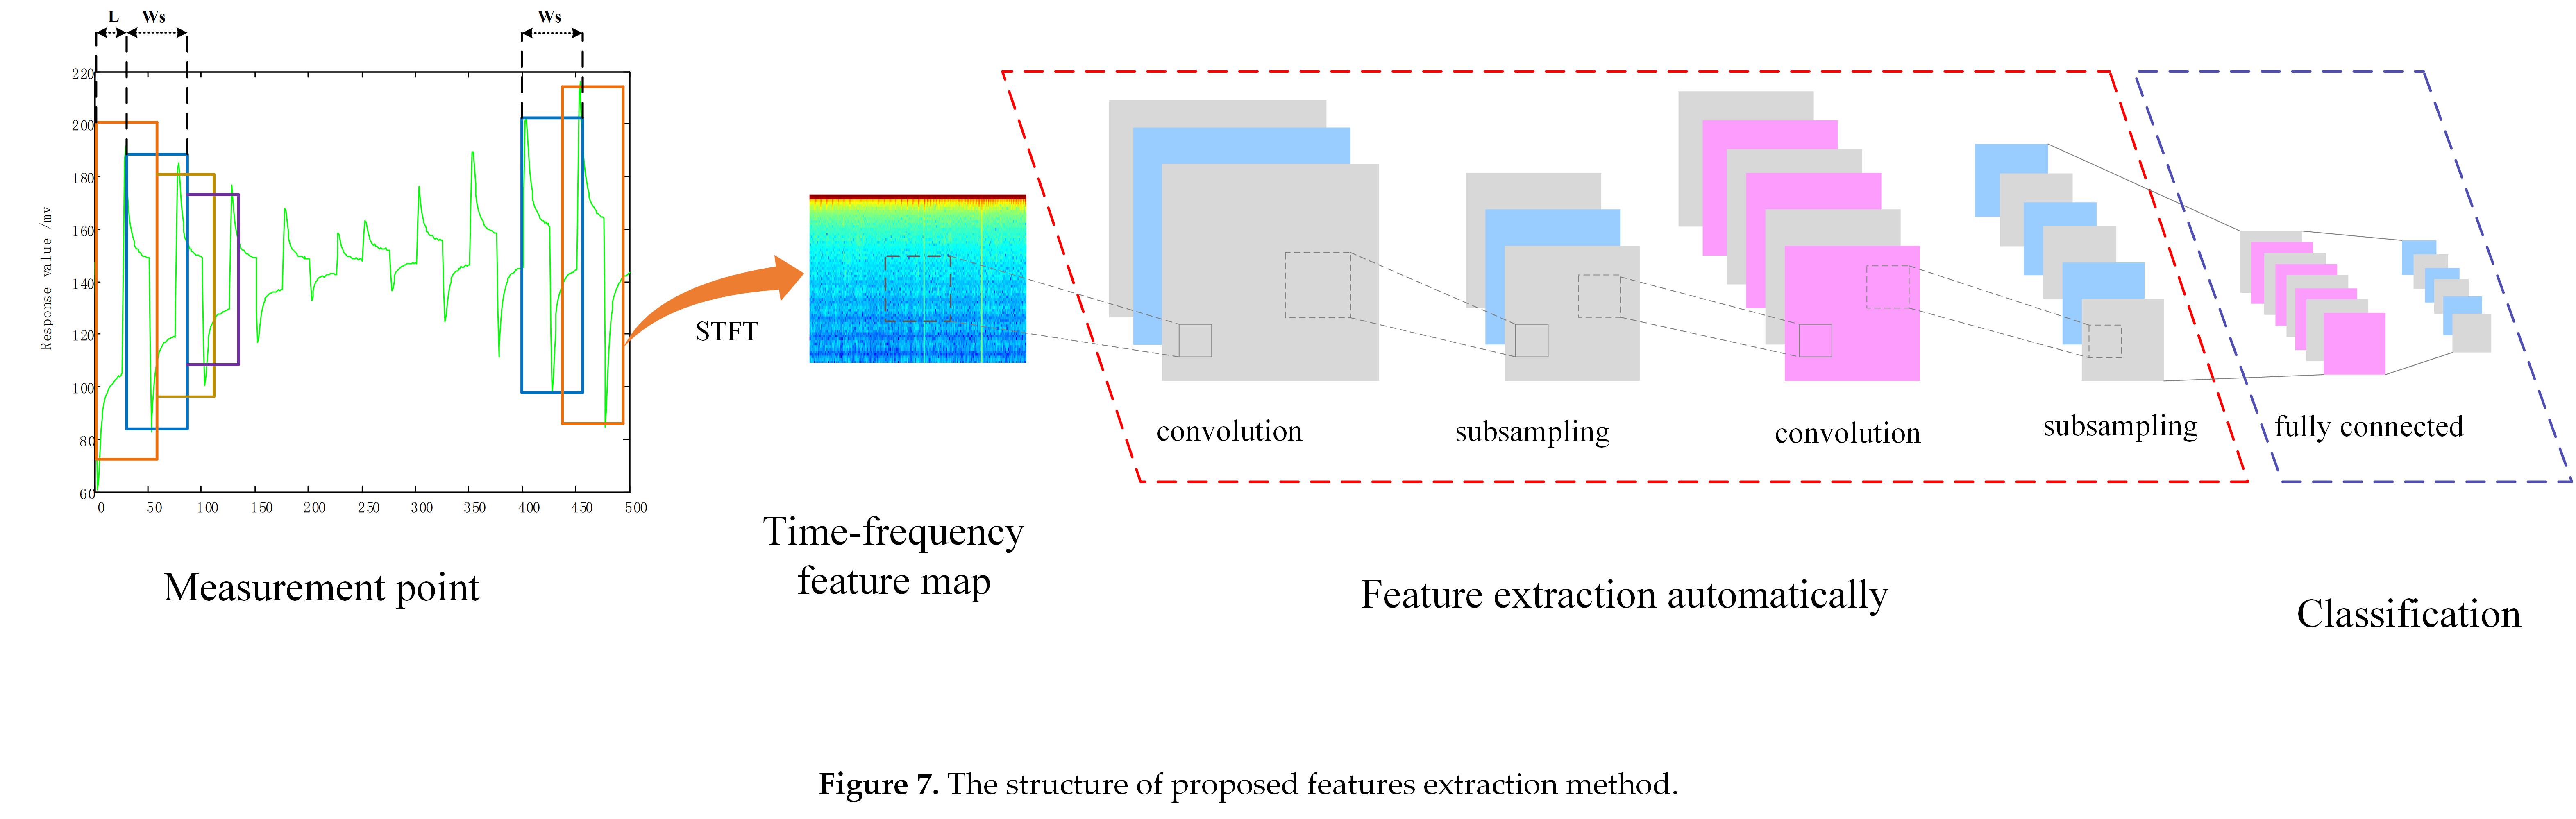 L
Ws
Ws
220
200
180
160
140
120
100
80
60
Response value /mv
0 50 100 150 200 250 300 350 400 450 500
Measurement point
STFT
Time-frequency
feature map
convolution
subsampling
convolution
subsampling
fully connected
Feature extraction automatically
Classification
Figure 7. The structure of proposed features extraction method.